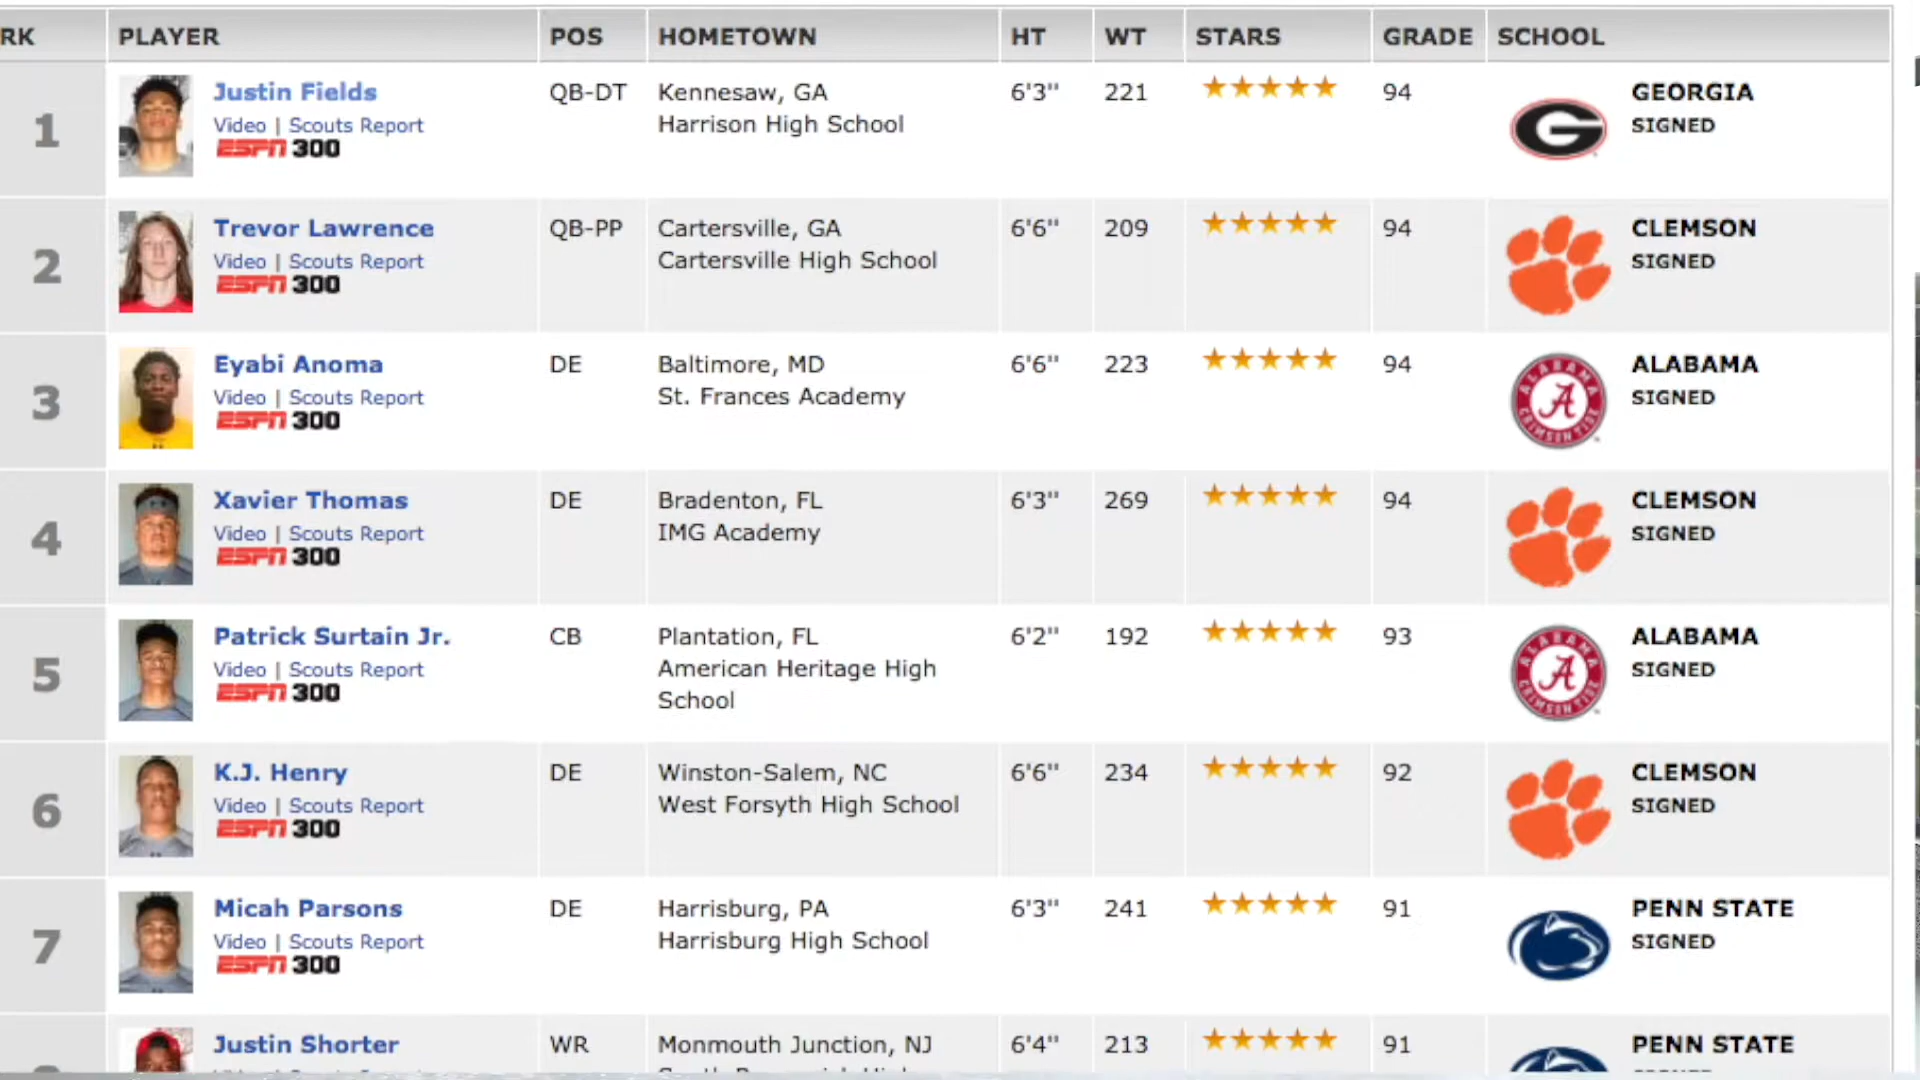 RK PLAYER POS HOMETOWN HT WT STARS GRADE SCHOOL
1 Justin Fields QB-DT Kennesaw, GA 6'3" 221 94 GEORGIA
Video | Scouts Report Harrison High School SIGNED
ESPN 300
2 Trevor Lawrence QB-PP Cartersville, GA 6'6" 209 94 CLEMSON
Video | Scouts Report Cartersville High School SIGNED
ESPN 300
3 Eyabi Anoma DE Baltimore, MD 6'6" 223 94 ALABAMA
Video | Scouts Report St. Frances Academy SIGNED
ESPN 300
4 Xavier Thomas DE Bradenton, FL 6'3" 269 94 CLEMSON
Video | Scouts Report IMG Academy SIGNED
ESPN 300
5 Patrick Surtain Jr. CB Plantation, FL 6'2" 192 93 ALABAMA
Video | Scouts Report American Heritage High SIGNED
ESPN 300 School
6 K.J. Henry DE Winston-Salem, NC 6'6" 234 92 CLEMSON
Video | Scouts Report West Forsyth High School SIGNED
ESPN 300
7 Micah Parsons DE Harrisburg, PA 6'3" 241 91 PENN STATE
Video | Scouts Report Harrisburg High School SIGNED
ESPN 300
Justin Shorter WR Monmouth Junction, NJ 6'4" 213 91 PENN STATE